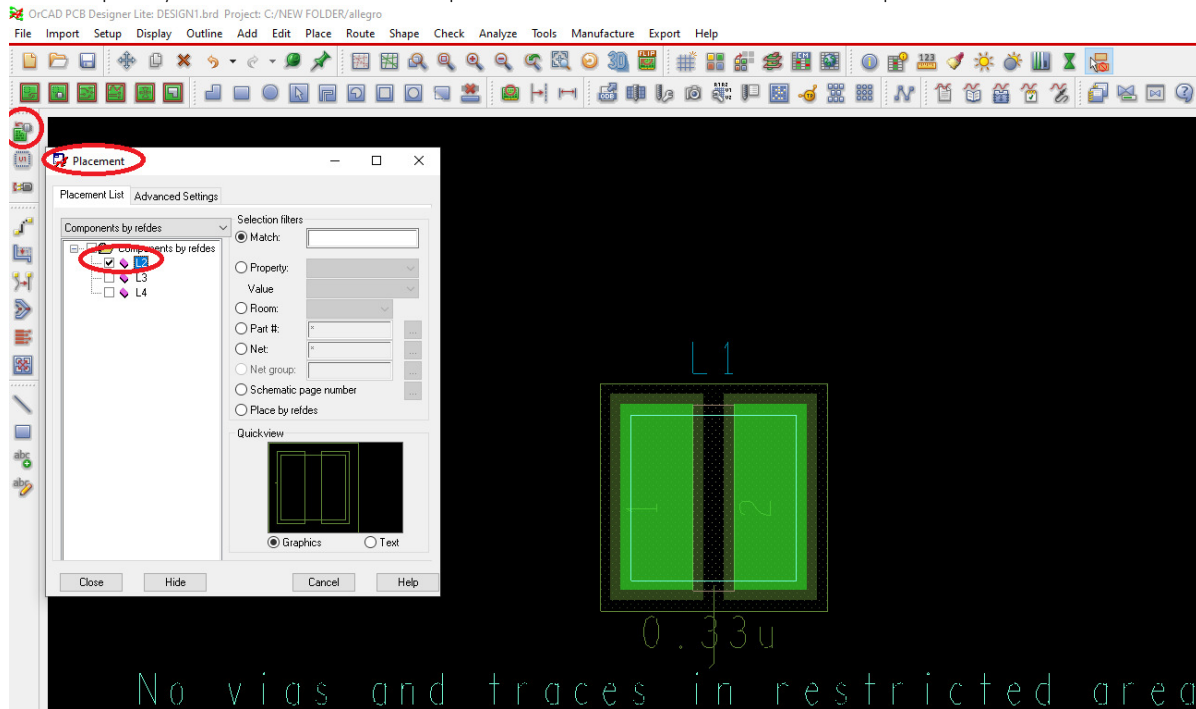 OrCAD PCB Designer Lite: DESIGN1.brd Project: C:/NEW FOLDER/allegro
File Import Setup Display Outline Add Edit Place Route Shape Check Analyze Tools Manufacture Export Help
Placement
Placement List Advanced Settings
Components by refdes
Components by refdes
L2
L3
L4
Selection filters
Match:
Property:
Value
Room:
Part #: *
Net: *
Net group:
Schematic page number
Place by refdes
Quickview
Graphics Text
Close Hide Cancel Help
L1
1 2
0.33u
No vias and traces in restricted area